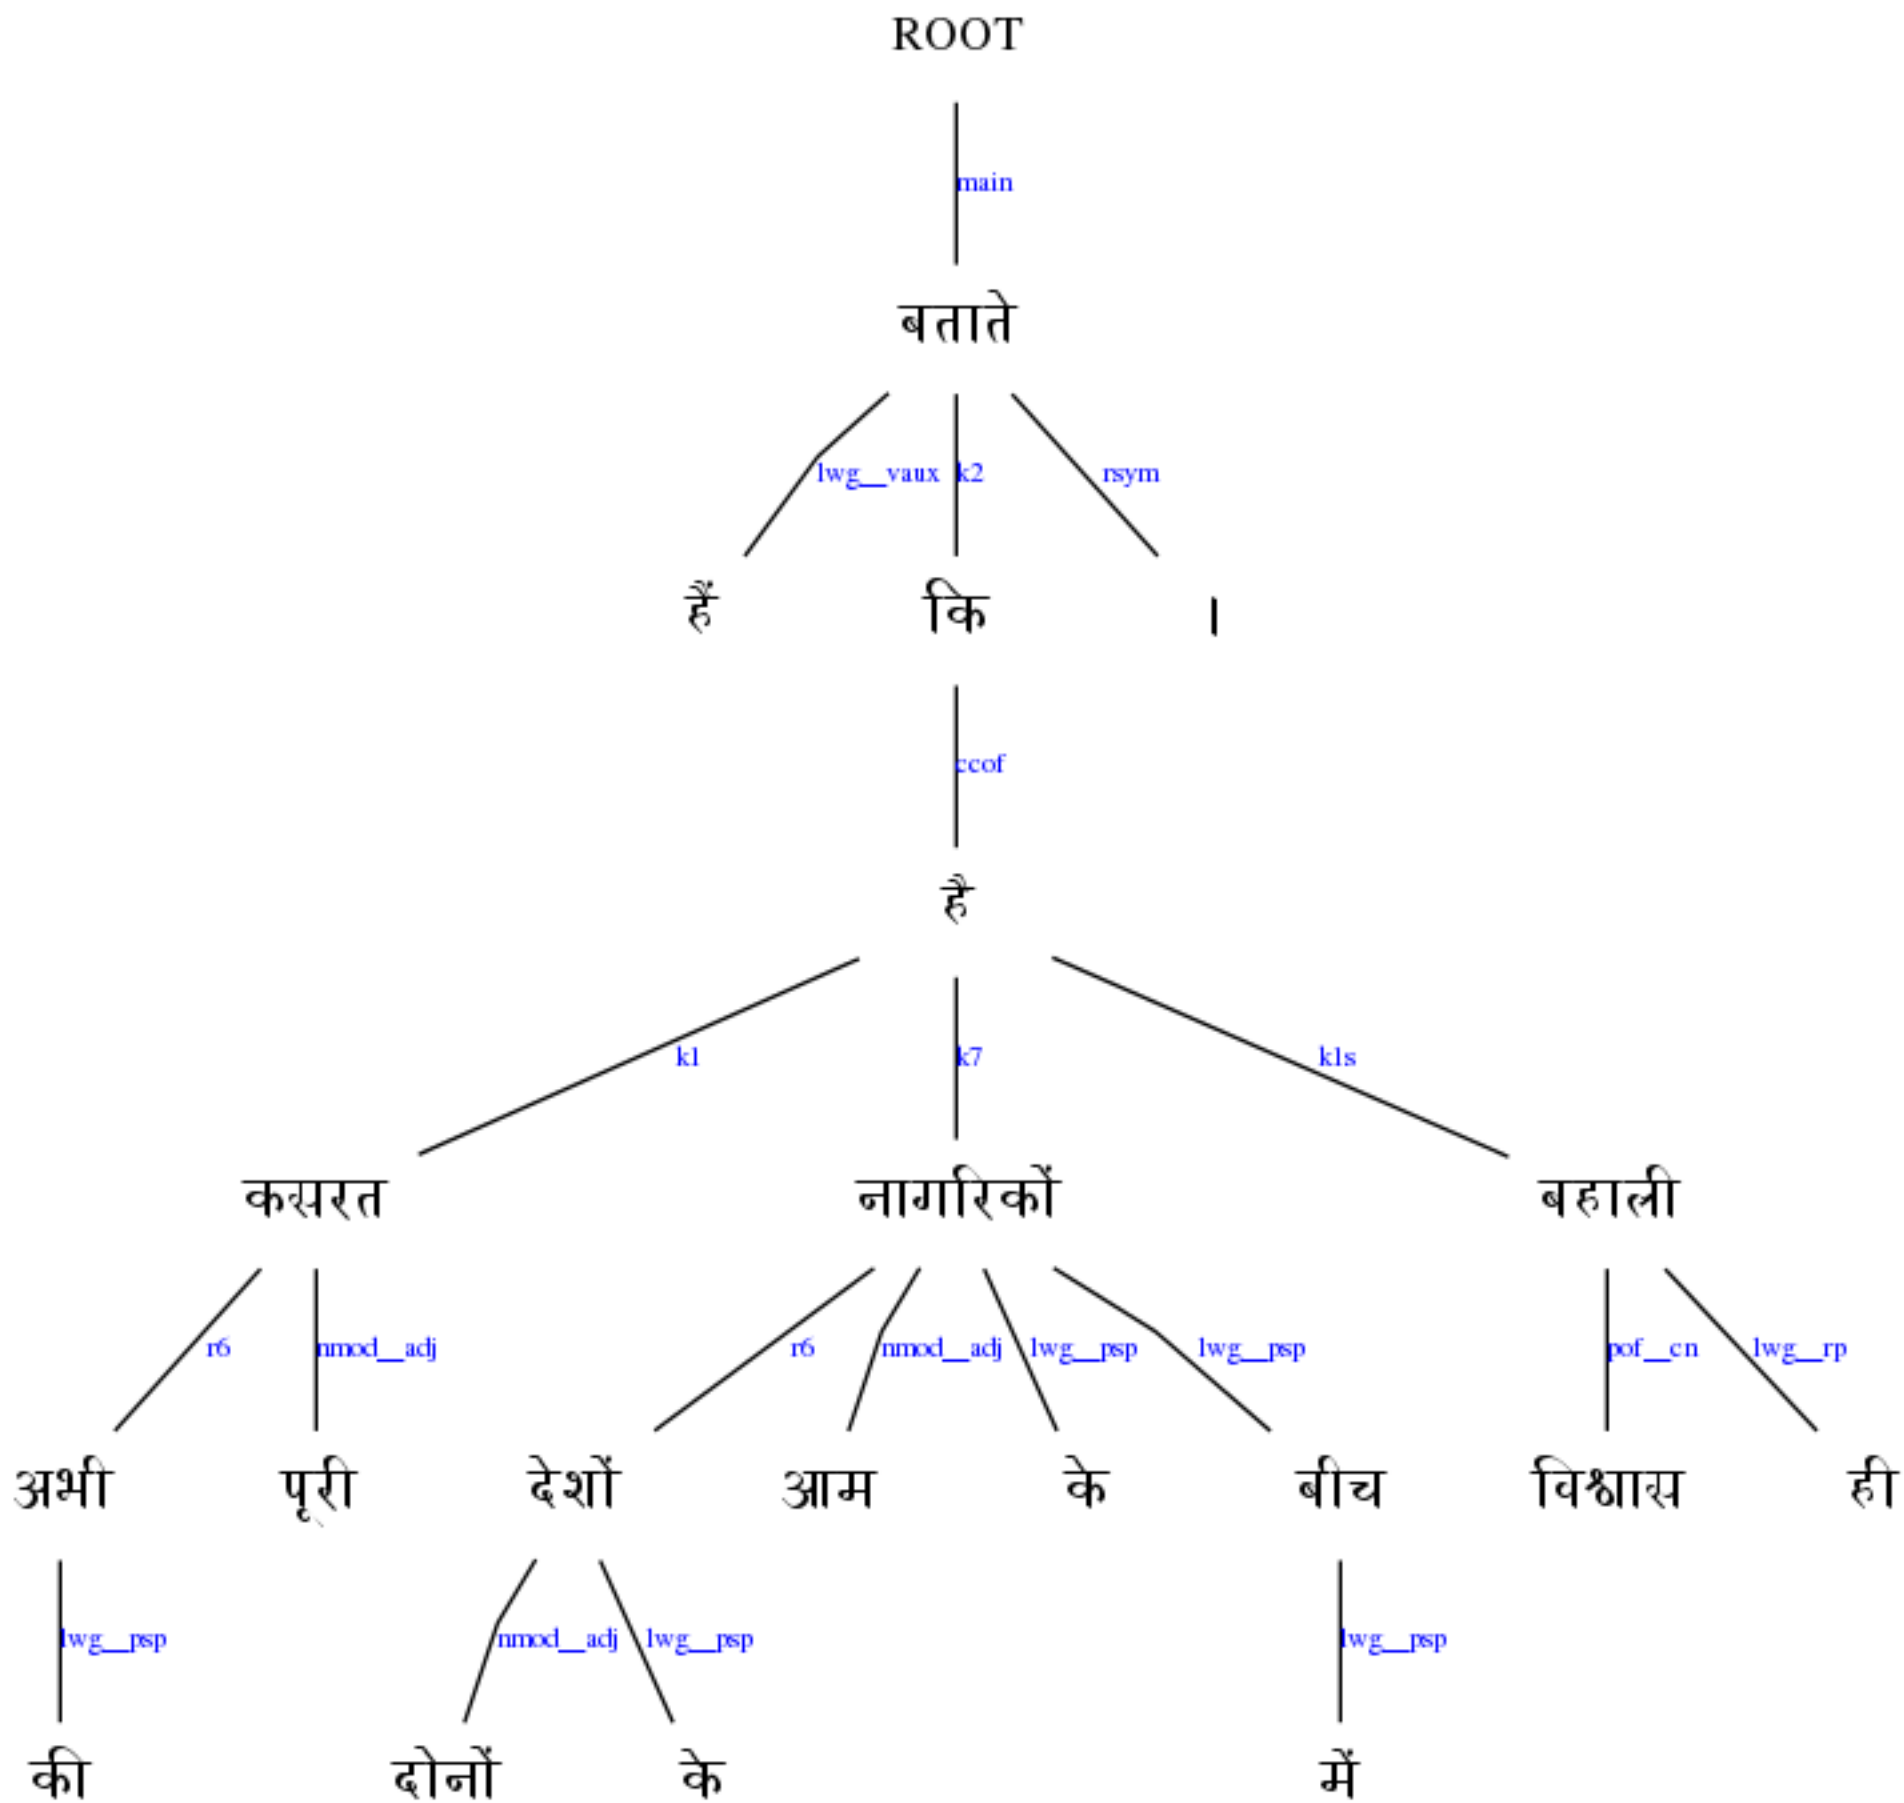 ROOT
main
बताते
lwg__vaux k2 rsym
हैं कि ।
ccof
है
k1 k7 k1s
कसरत नागरिकों बहाली
r6 nmod__adj r6 nmod__adj lwg__psp lwg__psp pof__cn lwg__rp
अभी पूरी देशों आम के बीच विश्वास ही
lwg__psp nmod__adj lwg__psp lwg__psp
की दोनों के में